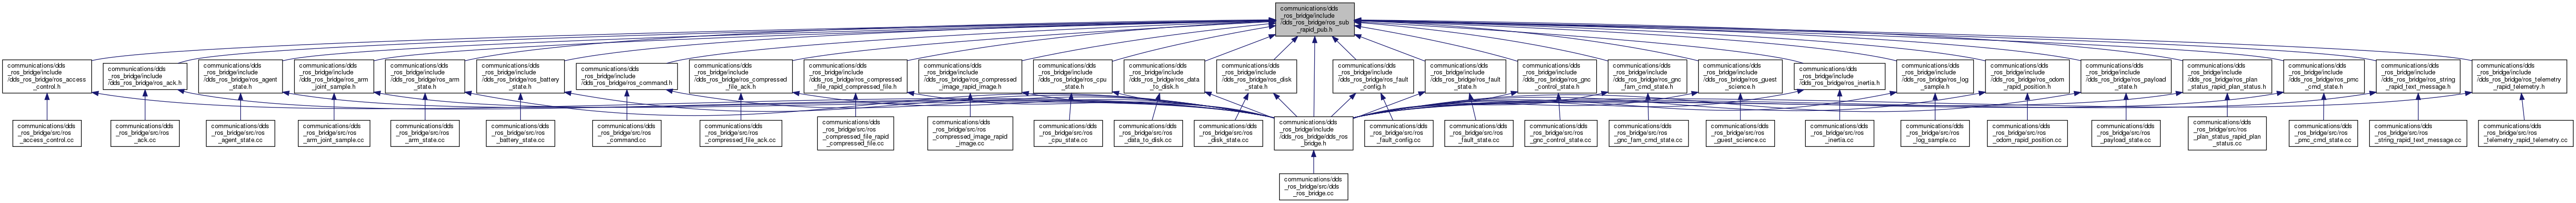 communications/dds
_ros_bridge/include
/dds_ros_bridge/ros_sub
_rapid_pub.h
communications/dds
_ros_bridge/include
/dds_ros_bridge/ros_access
_control.h
communications/dds
_ros_bridge/include
/dds_ros_bridge/ros_ack.h
communications/dds
_ros_bridge/include
/dds_ros_bridge/ros_agent
_state.h
communications/dds
_ros_bridge/include
/dds_ros_bridge/ros_arm
_joint_sample.h
communications/dds
_ros_bridge/include
/dds_ros_bridge/ros_arm
_state.h
communications/dds
_ros_bridge/include
/dds_ros_bridge/ros_battery
_state.h
communications/dds
_ros_bridge/include
/dds_ros_bridge/ros_command.h
communications/dds
_ros_bridge/include
/dds_ros_bridge/ros_compressed
_file_ack.h
communications/dds
_ros_bridge/include
/dds_ros_bridge/ros_compressed
_file_rapid_compressed_file.h
communications/dds
_ros_bridge/include
/dds_ros_bridge/ros_compressed
_image_rapid_image.h
communications/dds
_ros_bridge/include
/dds_ros_bridge/ros_cpu
_state.h
communications/dds
_ros_bridge/include
/dds_ros_bridge/ros_data
_to_disk.h
communications/dds
_ros_bridge/include
/dds_ros_bridge/ros_disk
_state.h
communications/dds
_ros_bridge/include
/dds_ros_bridge/ros_fault
_config.h
communications/dds
_ros_bridge/include
/dds_ros_bridge/ros_fault
_state.h
communications/dds
_ros_bridge/include
/dds_ros_bridge/ros_gnc
_control_state.h
communications/dds
_ros_bridge/include
/dds_ros_bridge/ros_gnc
_fam_cmd_state.h
communications/dds
_ros_bridge/include
/dds_ros_bridge/ros_guest
_science.h
communications/dds
_ros_bridge/include
/dds_ros_bridge/ros_inertia.h
communications/dds
_ros_bridge/include
/dds_ros_bridge/ros_log
_sample.h
communications/dds
_ros_bridge/include
/dds_ros_bridge/ros_odom
_rapid_position.h
communications/dds
_ros_bridge/include
/dds_ros_bridge/ros_payload
_state.h
communications/dds
_ros_bridge/include
/dds_ros_bridge/ros_plan
_status_rapid_plan_status.h
communications/dds
_ros_bridge/include
/dds_ros_bridge/ros_pmc
_cmd_state.h
communications/dds
_ros_bridge/include
/dds_ros_bridge/ros_string
_rapid_text_message.h
communications/dds
_ros_bridge/include
/dds_ros_bridge/ros_telemetry
_rapid_telemetry.h
communications/dds
_ros_bridge/src/ros
_access_control.cc
communications/dds
_ros_bridge/src/ros
_ack.cc
communications/dds
_ros_bridge/src/ros
_agent_state.cc
communications/dds
_ros_bridge/src/ros
_arm_joint_sample.cc
communications/dds
_ros_bridge/src/ros
_arm_state.cc
communications/dds
_ros_bridge/src/ros
_battery_state.cc
communications/dds
_ros_bridge/src/ros
_command.cc
communications/dds
_ros_bridge/src/ros
_compressed_file_ack.cc
communications/dds
_ros_bridge/src/ros
_compressed_file_rapid
_compressed_file.cc
communications/dds
_ros_bridge/src/ros
_compressed_image_rapid
_image.cc
communications/dds
_ros_bridge/src/ros
_cpu_state.cc
communications/dds
_ros_bridge/src/ros
_data_to_disk.cc
communications/dds
_ros_bridge/src/ros
_disk_state.cc
communications/dds
_ros_bridge/include
/dds_ros_bridge/dds_ros
_bridge.h
communications/dds
_ros_bridge/src/ros
_fault_config.cc
communications/dds
_ros_bridge/src/ros
_fault_state.cc
communications/dds
_ros_bridge/src/ros
_gnc_control_state.cc
communications/dds
_ros_bridge/src/ros
_gnc_fam_cmd_state.cc
communications/dds
_ros_bridge/src/ros
_guest_science.cc
communications/dds
_ros_bridge/src/ros
_inertia.cc
communications/dds
_ros_bridge/src/ros
_log_sample.cc
communications/dds
_ros_bridge/src/ros
_odom_rapid_position.cc
communications/dds
_ros_bridge/src/ros
_payload_state.cc
communications/dds
_ros_bridge/src/ros
_plan_status_rapid_plan
_status.cc
communications/dds
_ros_bridge/src/ros
_pmc_cmd_state.cc
communications/dds
_ros_bridge/src/ros
_string_rapid_text_message.cc
communications/dds
_ros_bridge/src/ros
_telemetry_rapid_telemetry.cc
communications/dds
_ros_bridge/src/dds
_ros_bridge.cc